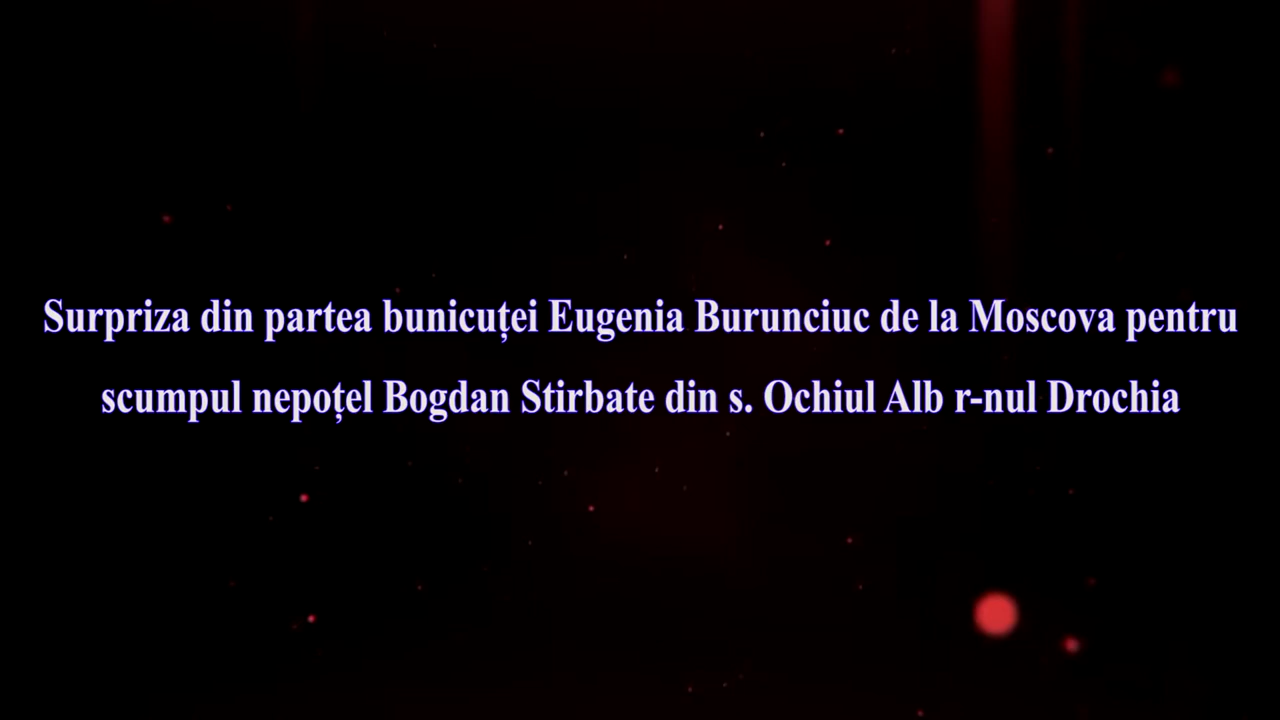 Surpriza din partea bunicuței Eugenia Burunciuc de la Moscova pentru
scumpul nepoțel Bogdan Stirbate din s. Ochiul Alb r-nul Drochia